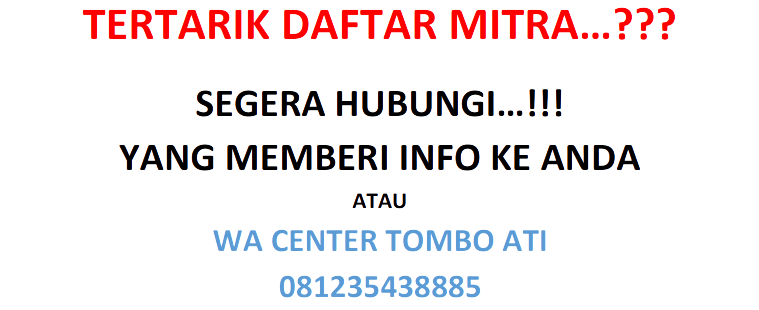 TERTARIK DAFTAR MITRA...???
SEGERA HUBUNGI...!!!
YANG MEMBERI INFO KE ANDA
ATAU
WA CENTER TOMBO ATI
081235438885